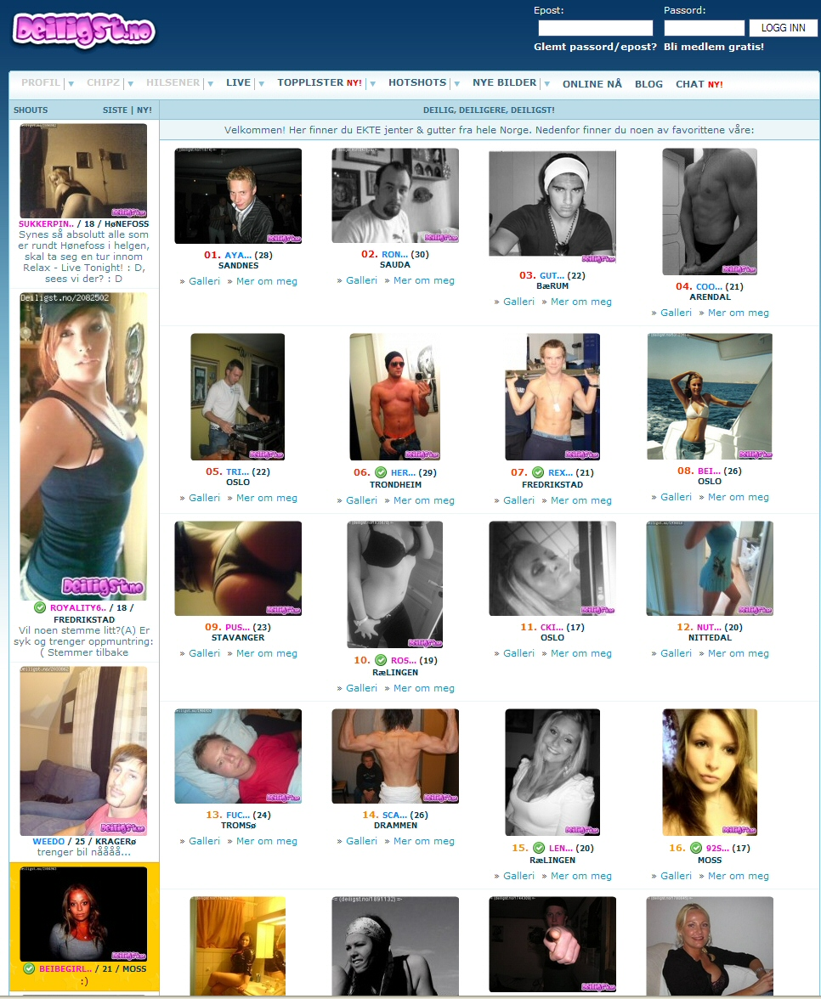 Deiligst.no
Epost:
Passord:
LOGG INN
Glemt passord/epost?
Bli medlem gratis!
PROFIL
CHIPZ
HILSENER
LIVE
TOPPLISTER NY!
HOTSHOTS
NYE BILDER
ONLINE NÅ
BLOG
CHAT NY!
SHOUTS
SISTE | NY!
SUKKERPIN.. / 18 / HøNEFOSS
Synes så absolutt alle som
er rundt Hønefoss i helgen,
skal ta seg en tur innom
Relax - Live Tonight! : D,
sees vi der? : D
Deiligst.no/2082502
Deiligst.no
ROYALITY6.. / 18 /
FREDRIKSTAD
Vil noen stemme litt?(A) Er
syk og trenger oppmuntring:
( Stemmer tilbake
WEEDO / 25 / KRAGERø
trenger bil nåååå...
BEIBEGIRL.. / 21 / MOSS
:)
DEILIG, DEILIGERE, DEILIGST!
Velkommen! Her finner du EKTE jenter & gutter fra hele Norge. Nedenfor finner du noen av favorittene våre:
01. AYA... (28)
SANDNES
» Galleri » Mer om meg
02. RON... (30)
SAUDA
» Galleri » Mer om meg
03. GUT... (22)
BæRUM
» Galleri » Mer om meg
04. COO... (21)
ARENDAL
» Galleri » Mer om meg
05. TRI... (22)
OSLO
» Galleri » Mer om meg
06. HER... (29)
TRONDHEIM
» Galleri » Mer om meg
07. REX... (21)
FREDRIKSTAD
» Galleri » Mer om meg
08. BEI... (26)
OSLO
» Galleri » Mer om meg
09. PUS... (23)
STAVANGER
» Galleri » Mer om meg
10. ROS... (19)
RæLINGEN
» Galleri » Mer om meg
11. CKI... (17)
OSLO
» Galleri » Mer om meg
12. NUT... (20)
NITTEDAL
» Galleri » Mer om meg
13. FUC... (24)
TROMSø
» Galleri » Mer om meg
14. SCA... (26)
DRAMMEN
» Galleri » Mer om meg
15. LEN... (20)
RæLINGEN
» Galleri » Mer om meg
16. 92S... (17)
MOSS
» Galleri » Mer om meg